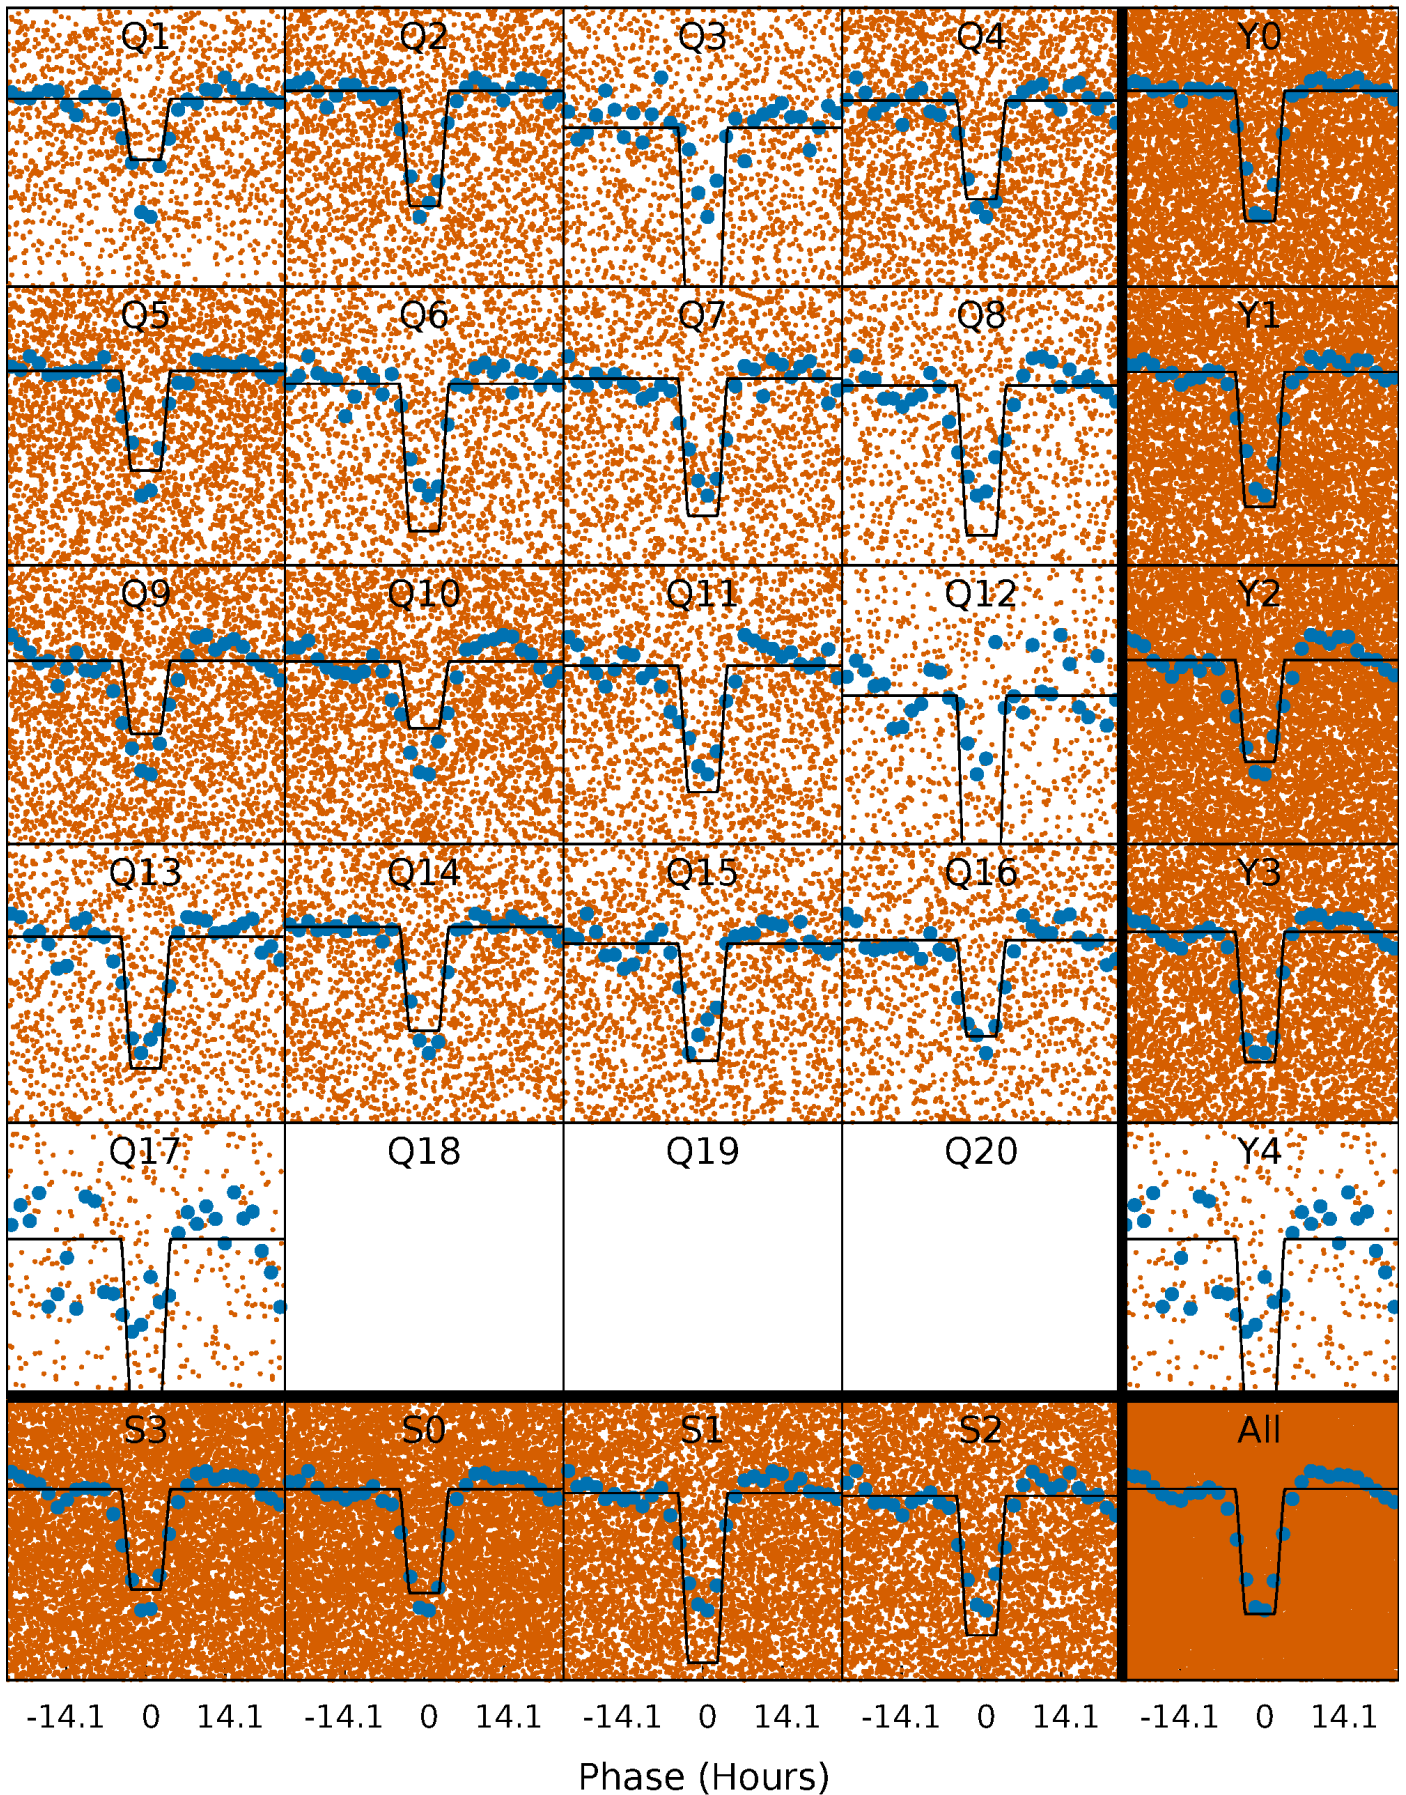 Q1 Q2 Q3 Q4 Y0
Q5 Q6 Q7 Q8 Y1
Q9 Q10 Q11 Q12 Y2
Q13 Q14 Q15 Q16 Y3
Q17 Q18 Q19 Q20 Y4
S3 S0 S1 S2 All
-14.1 0 14.1 -14.1 0 14.1 -14.1 0 14.1 -14.1 0 14.1 -14.1 0 14.1
Phase (Hours)